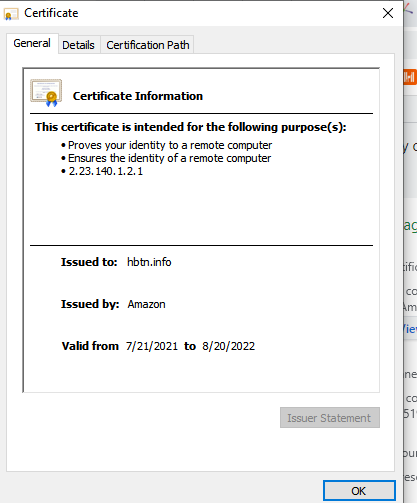 Certificate
General Details Certification Path
Certificate Information
This certificate is intended for the following purpose(s):
• Proves your identity to a remote computer
• Ensures the identity of a remote computer
• 2.23.140.1.2.1
Issued to: hbtn.info
Issued by: Amazon
Valid from 7/21/2021 to 8/20/2022
Issuer Statement
OK